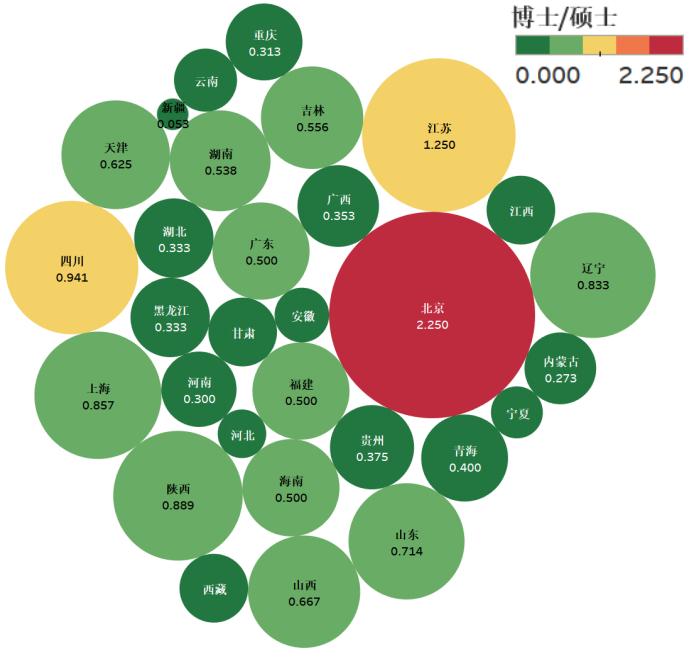 博士/硕士
0.000 2.250
重庆
0.313
云南
新疆
0.053
吉林
0.556
江苏
1.250
天津
0.625
湖南
0.538
广西
0.353
江西
湖北
0.333
广东
0.500
四川
0.941
辽宁
0.833
北京
2.250
黑龙江
0.333
安徽
甘肃
内蒙古
0.273
上海
0.857
河南
0.300
福建
0.500
宁夏
河北
贵州
0.375
青海
0.400
陕西
0.889
海南
0.500
山东
0.714
西藏
山西
0.667